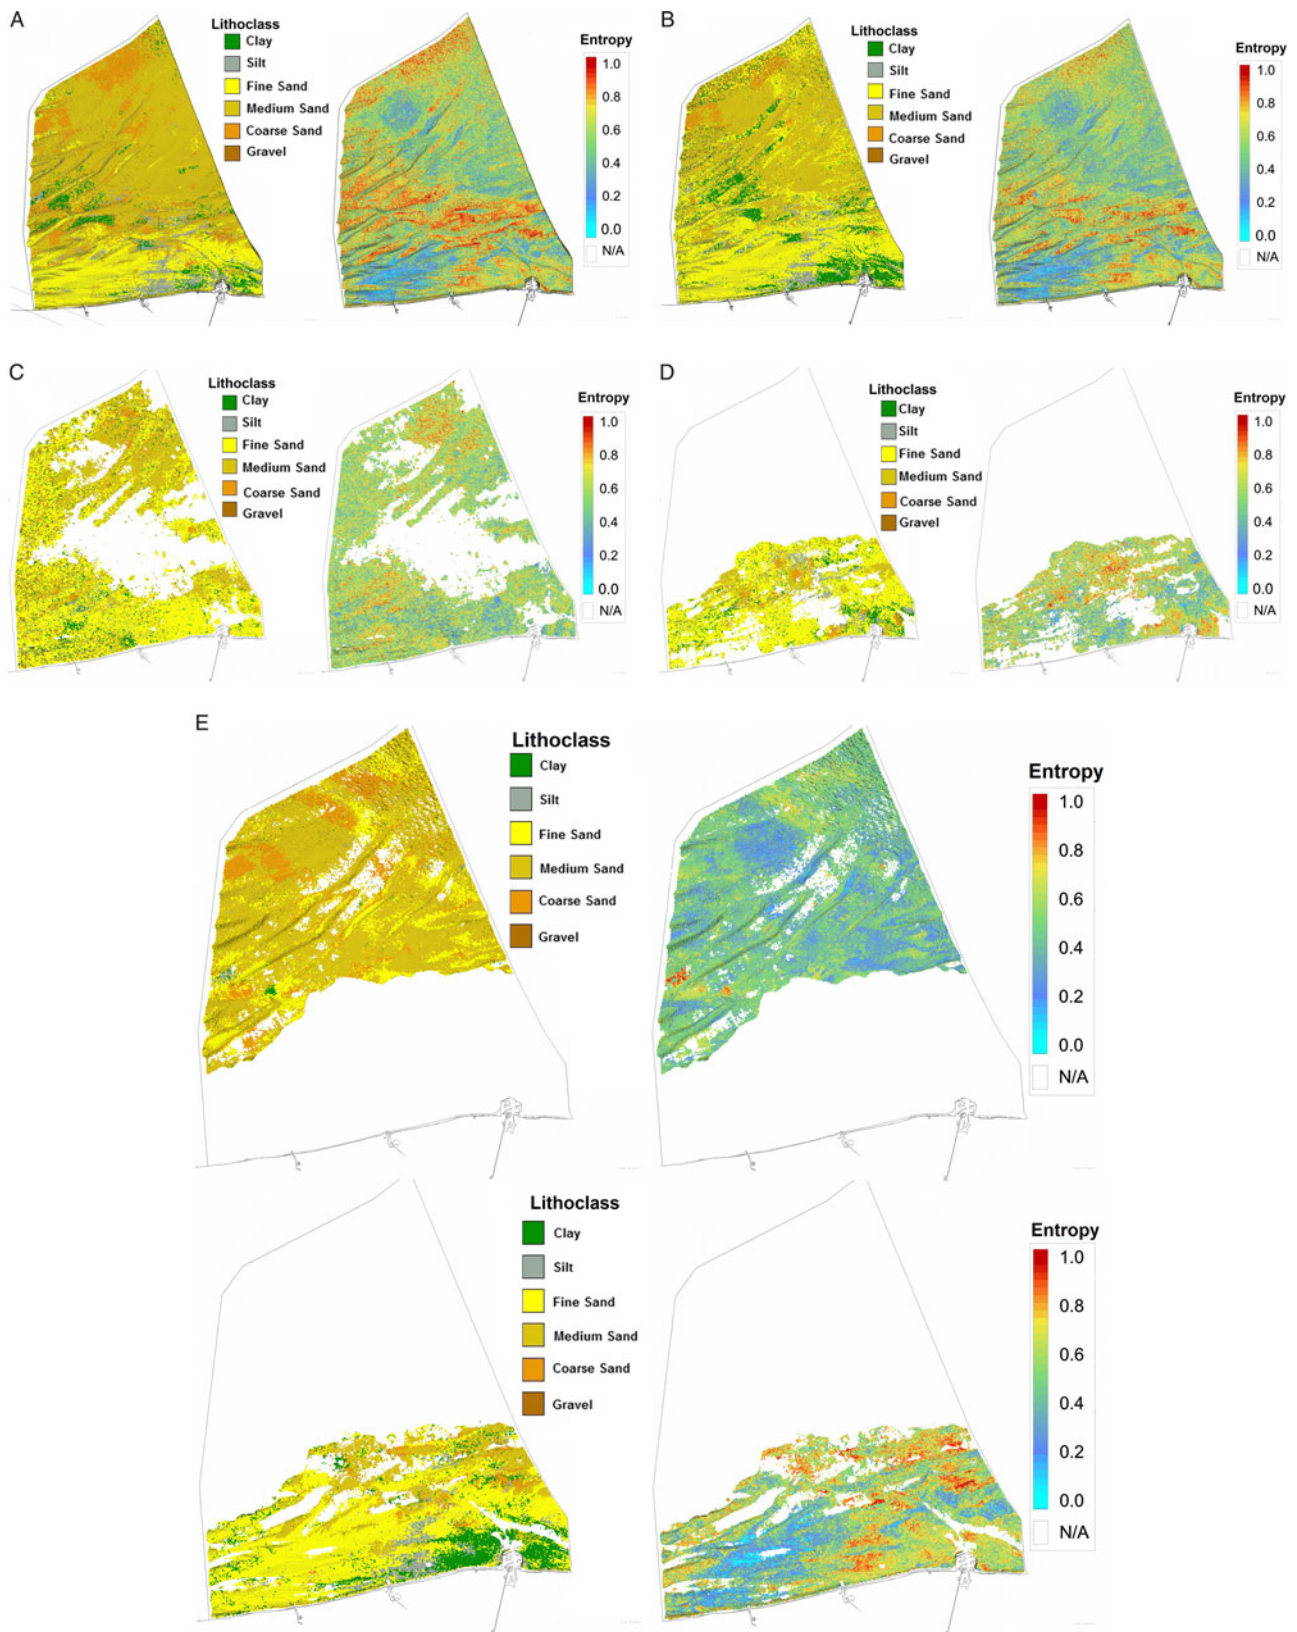 A
Lithoclass
Clay
Silt
Fine Sand
Medium Sand
Coarse Sand
Gravel
Entropy
1.0
0.8
0.6
0.4
0.2
0.0
N/A
B
Lithoclass
Clay
Silt
Fine Sand
Medium Sand
Coarse Sand
Gravel
Entropy
1.0
0.8
0.6
0.4
0.2
0.0
N/A
C
Lithoclass
Clay
Silt
Fine Sand
Medium Sand
Coarse Sand
Gravel
Entropy
1.0
0.8
0.6
0.4
0.2
0.0
N/A
D
Lithoclass
Clay
Silt
Fine Sand
Medium Sand
Coarse Sand
Gravel
Entropy
1.0
0.8
0.6
0.4
0.2
0.0
N/A
E
Lithoclass
Clay
Silt
Fine Sand
Medium Sand
Coarse Sand
Gravel
Entropy
1.0
0.8
0.6
0.4
0.2
0.0
N/A
Lithoclass
Clay
Silt
Fine Sand
Medium Sand
Coarse Sand
Gravel
Entropy
1.0
0.8
0.6
0.4
0.2
0.0
N/A